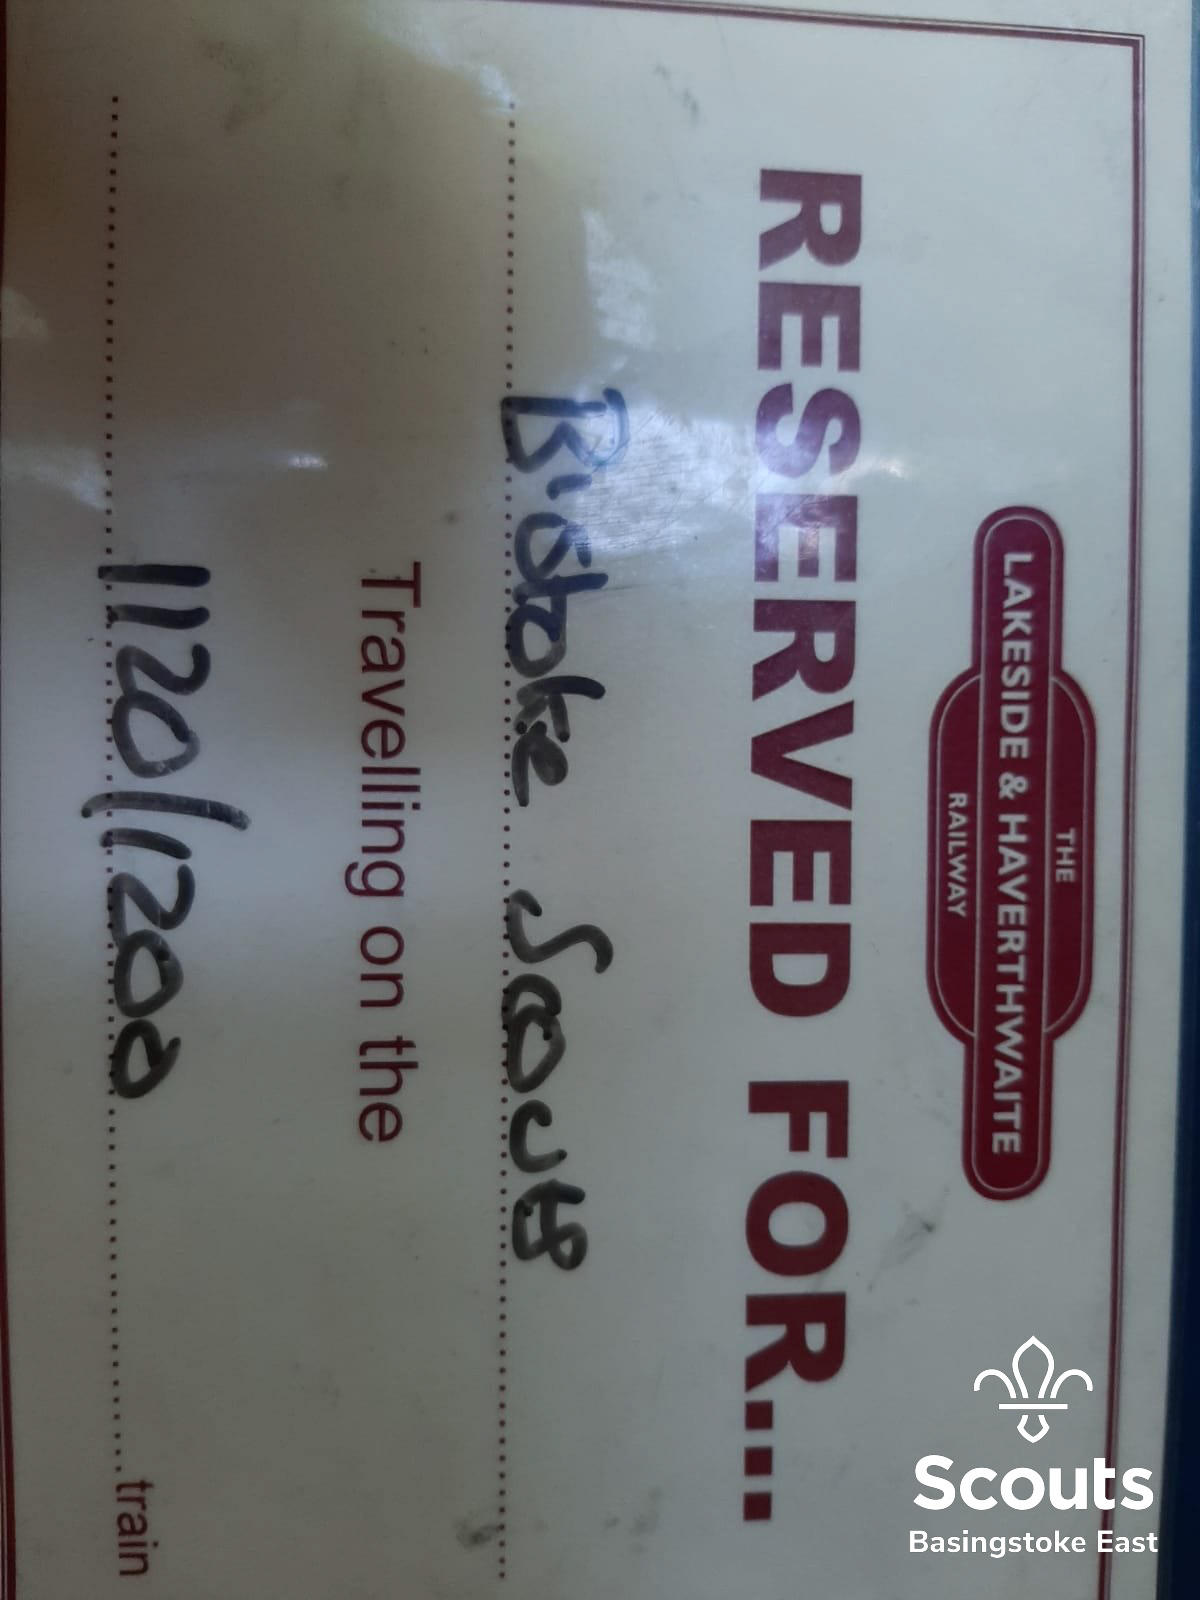 THE
LAKESIDE & HAVERTHWAITE
RAILWAY
RESERVED FOR...
B.stoke Scouts
Travelling on the
1120/1200 train
Scouts
Basingstoke East